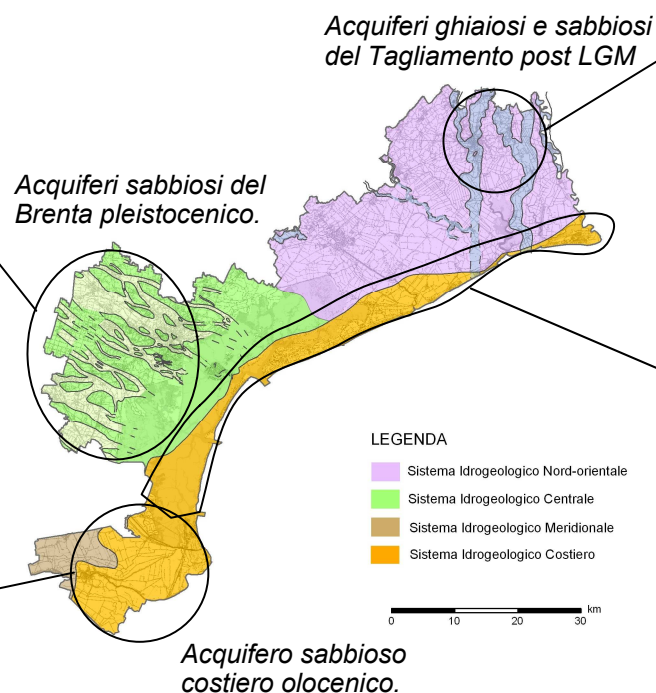 Acquiferi ghiaiosi e sabbiosi
del Tagliamento post LGM
Acquiferi sabbiosi del
Brenta pleistocenico.
LEGENDA
Sistema Idrogeologico Nord-orientale
Sistema Idrogeologico Centrale
Sistema Idrogeologico Meridionale
Sistema Idrogeologico Costiero
km
0 10 20 30
Acquifero sabbioso
costiero olocenico.